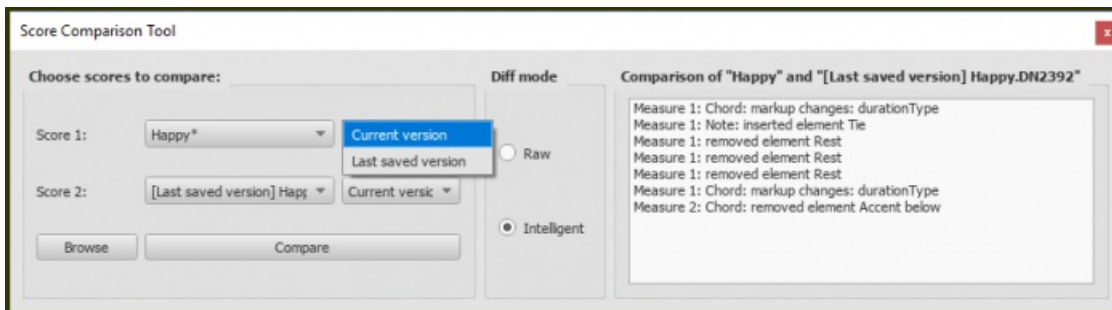 Score Comparison Tool
x
Choose scores to compare:
Score 1:
Happy*
Current version
Last saved version
Score 2:
[Last saved version] Happ
Current versic
Browse
Compare
Diff mode
Raw
Intelligent
Comparison of "Happy" and "[Last saved version] Happy.DN2392"
Measure 1: Chord: markup changes: durationType
Measure 1: Note: inserted element Tie
Measure 1: removed element Rest
Measure 1: removed element Rest
Measure 1: removed element Rest
Measure 1: Chord: markup changes: durationType
Measure 2: Chord: removed element Accent below